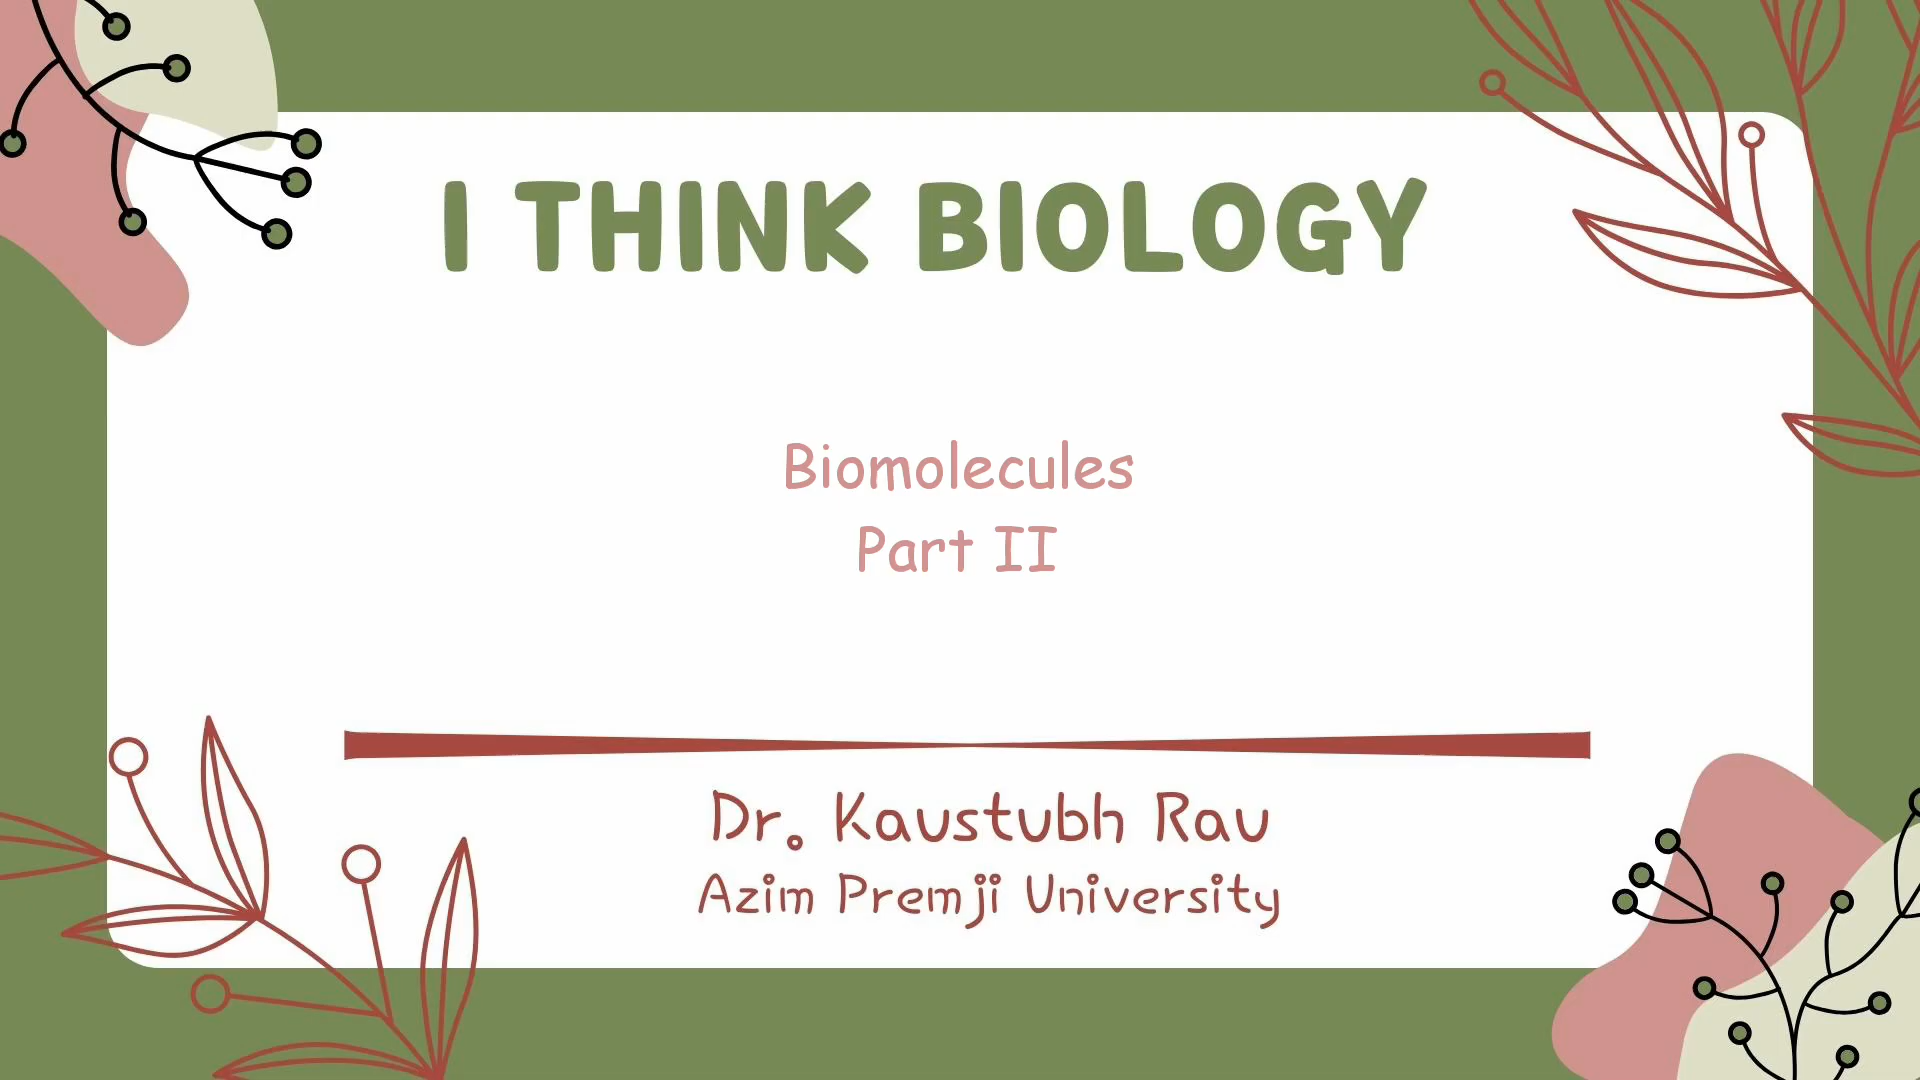 I THINK BIOLOGY
Biomolecules
Part II
Dr. Kaustubh Rau
Azim Premji University